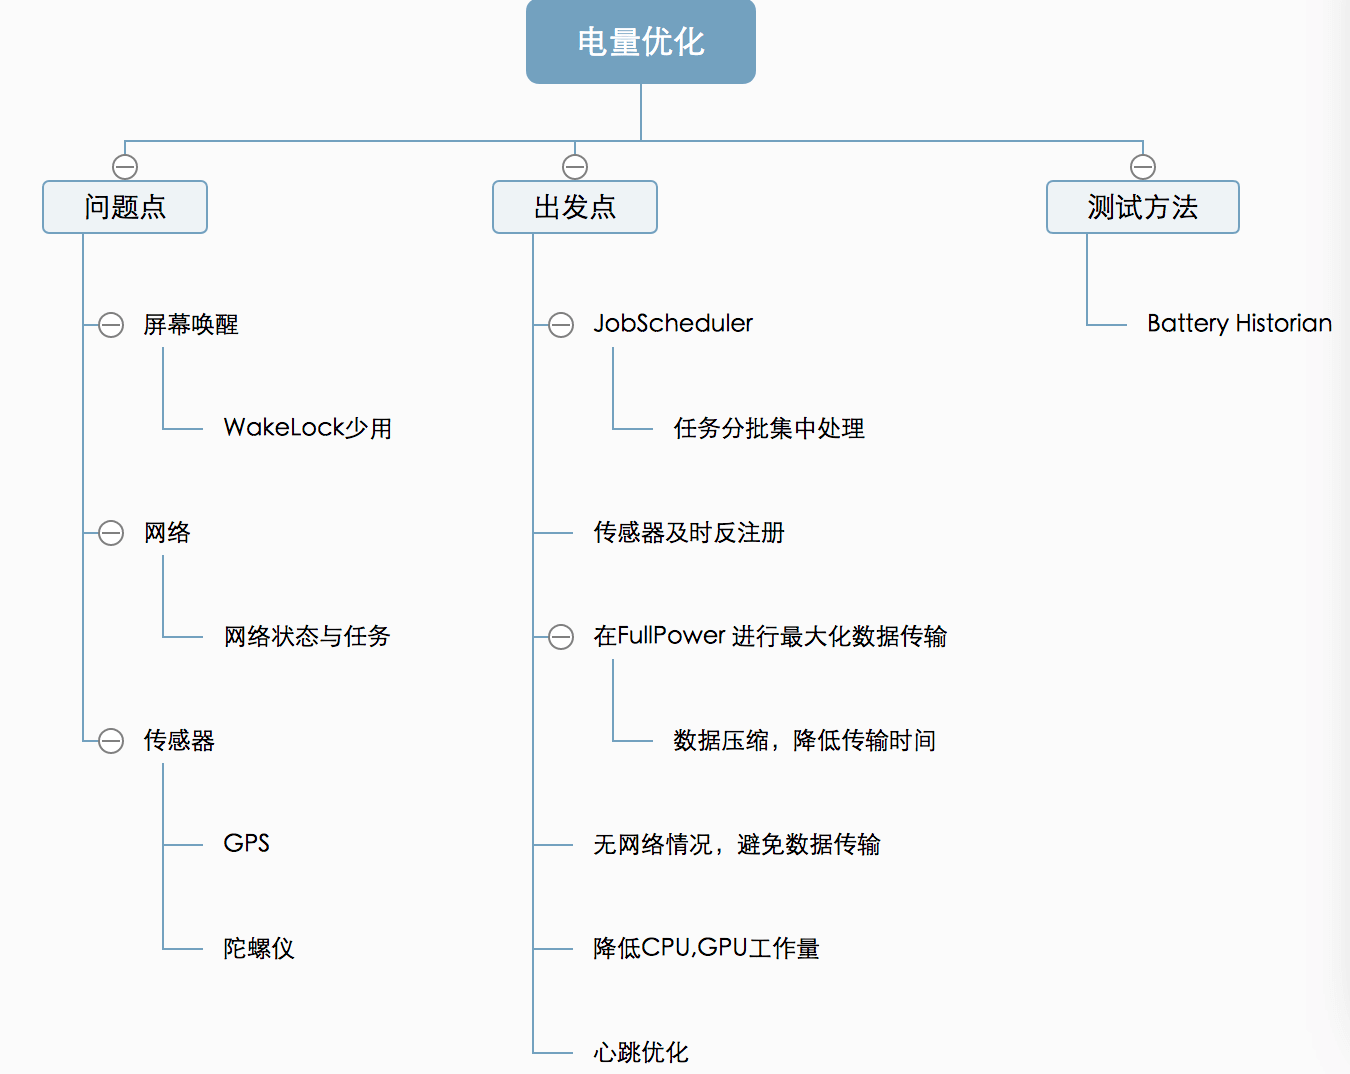 电量优化
问题点
屏幕唤醒
WakeLock少用
网络
网络状态与任务
传感器
GPS
陀螺仪
出发点
JobScheduler
任务分批集中处理
传感器及时反注册
在FullPower 进行最大化数据传输
数据压缩，降低传输时间
无网络情况，避免数据传输
降低CPU,GPU工作量
心跳优化
测试方法
Battery Historian